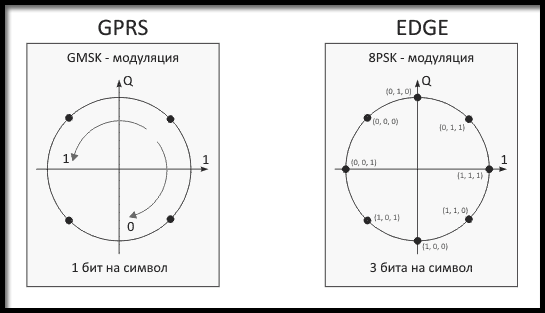 GPRS
GMSK - модуляция
Q
1
1
0
1 бит на символ
EDGE
8PSK - модуляция
Q
(0, 1, 0)
(0, 0, 0)
(0, 1, 1)
1
(0, 0, 1)
(1, 1, 1)
(1, 0, 1)
(1, 1, 0)
(1, 0, 0)
3 бита на символ